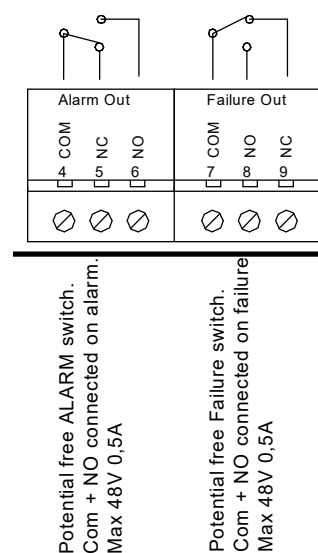 Alarm Out
Failure Out
COM
NC
NO
COM
NO
NC
4
5
6
7
8
9
Potential free ALARM switch.
Com + NO connected on alarm.
Max 48V 0,5A
Potential free Failure switch.
Com + NO connected on failure
Max 48V 0,5A